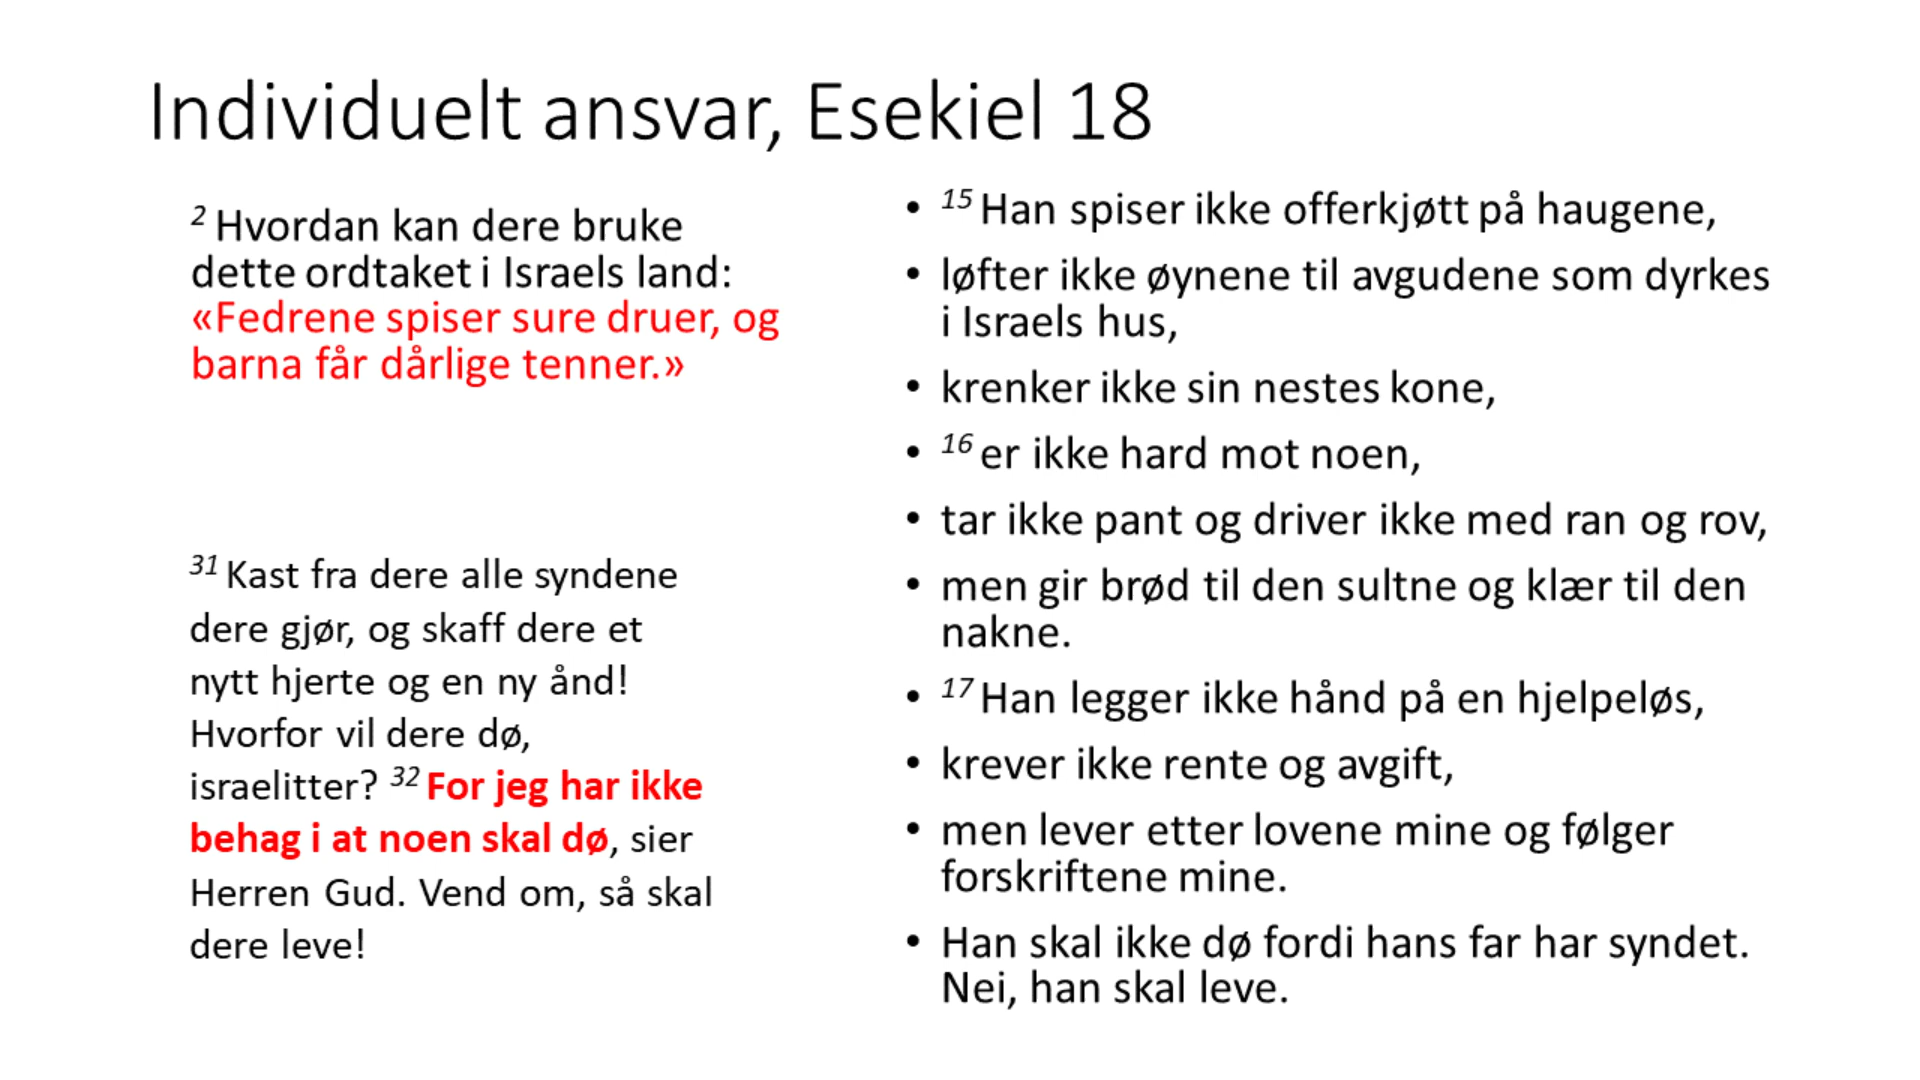 Individuelt ansvar, Esekiel 18
2 Hvordan kan dere bruke
dette ordtaket i Israels land:
«Fedrene spiser sure druer, og
barna får dårlige tenner.»
31 Kast fra dere alle syndene
dere gjør, og skaff dere et
nytt hjerte og en ny ånd!
Hvorfor vil dere dø,
israelitter? 32 For jeg har ikke
behag i at noen skal dø, sier
Herren Gud. Vend om, så skal
dere leve!
• 15 Han spiser ikke offerkjøtt på haugene,
• løfter ikke øynene til avgudene som dyrkes
i Israels hus,
• krenker ikke sin nestes kone,
• 16 er ikke hard mot noen,
• tar ikke pant og driver ikke med ran og rov,
• men gir brød til den sultne og klær til den
nakne.
• 17 Han legger ikke hånd på en hjelpeløs,
• krever ikke rente og avgift,
• men lever etter lovene mine og følger
forskriftene mine.
• Han skal ikke dø fordi hans far har syndet.
Nei, han skal leve.